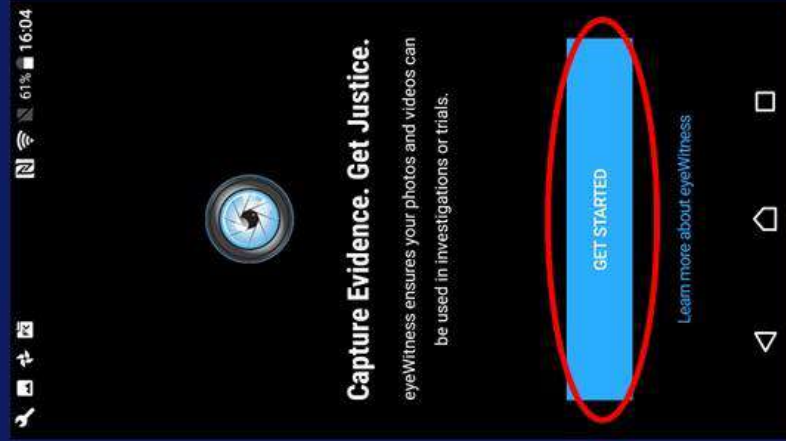 61% 16:04
Capture Evidence. Get Justice.
eyeWitness ensures your photos and videos can
be used in investigations or trials.
GET STARTED
Learn more about eyeWitness